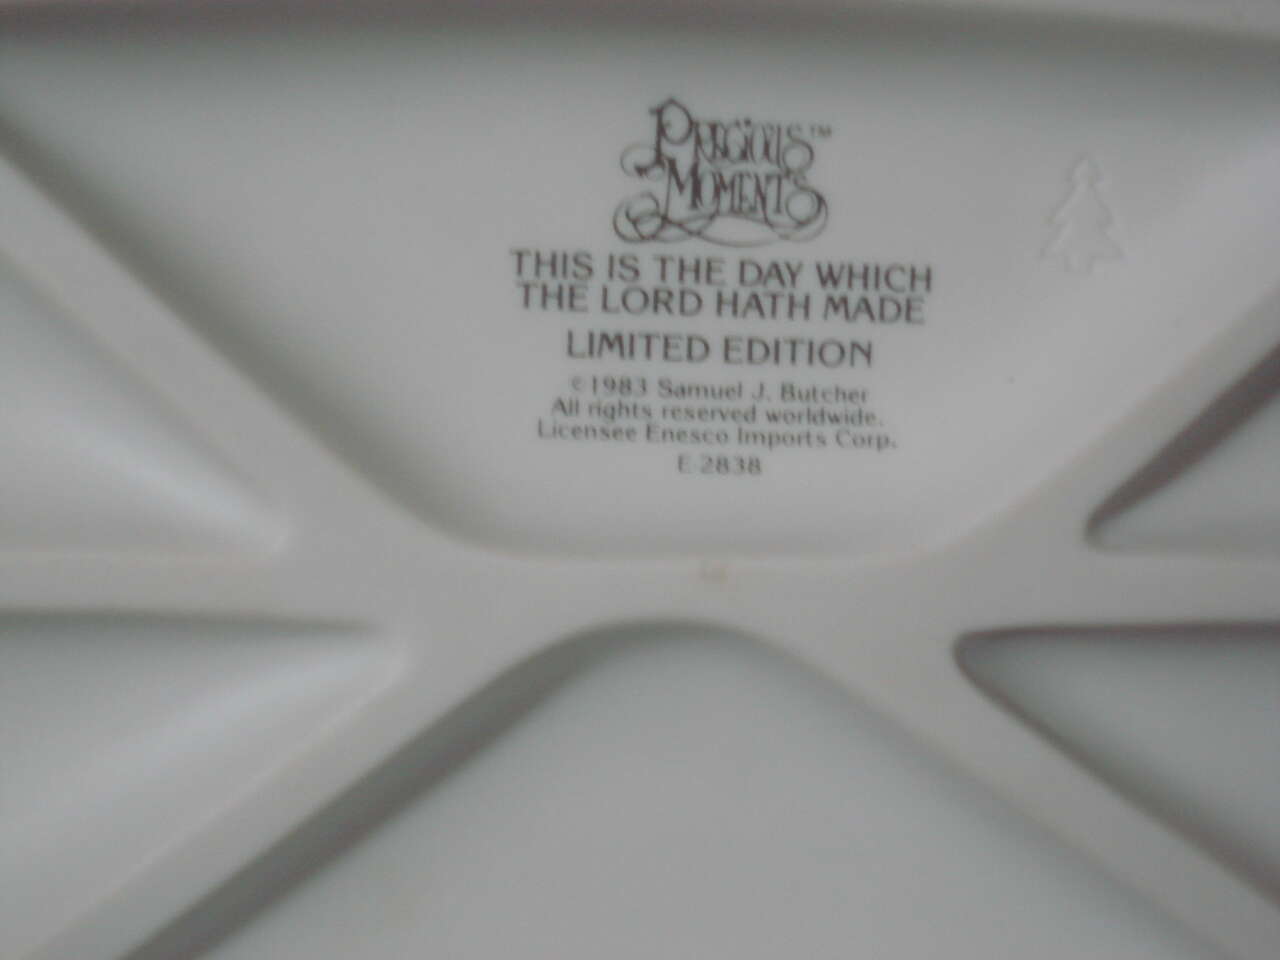 PRECIOUS™
MOMENTS
THIS IS THE DAY WHICH
THE LORD HATH MADE
LIMITED EDITION
©1983 Samuel J. Butcher
All rights reserved worldwide.
Licensee Enesco Imports Corp.
E-2838